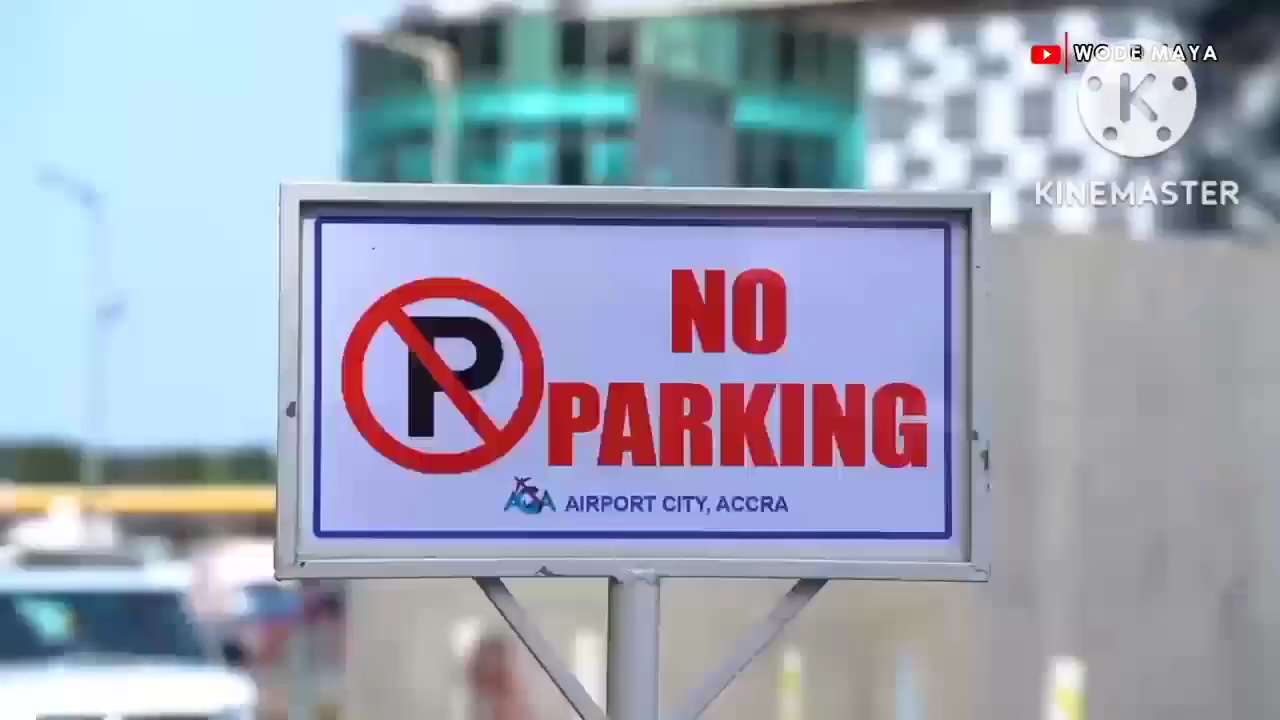 WODE MAYA
K
KINEMASTER
NO
P
PARKING
ACA AIRPORT CITY, ACCRA